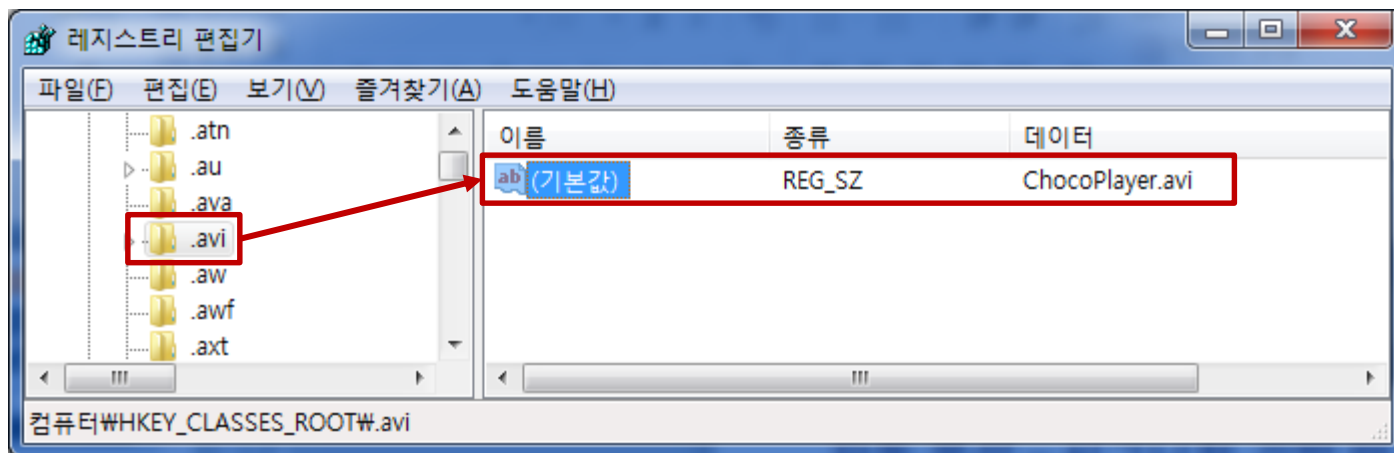 레지스트리 편집기
파일(F) 편집(E) 보기(V) 즐겨찾기(A) 도움말(H)
.atn
.au
.ava
.avi
.aw
.awf
.axt
이름 종류 데이터
(기본값) REG_SZ ChocoPlayer.avi
컴퓨터₩HKEY_CLASSES_ROOT₩.avi